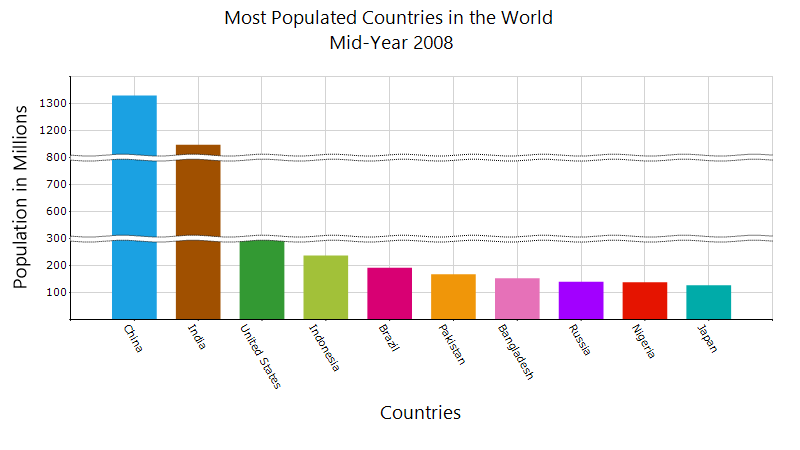 Most Populated Countries in the World
Mid-Year 2008
Population in Millions
1300
1200
800
700
600
300
200
100
China
India
United States
Indonesia
Brazil
Pakistan
Bangladesh
Russia
Nigeria
Japan
Countries